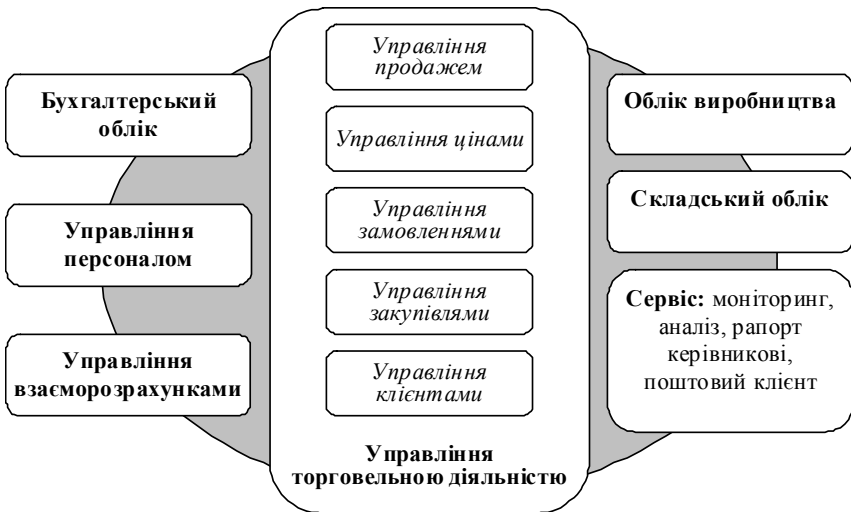 Бухгалтерський
облік
Управління
персоналом
Управління
взаєморозрахунками
Управління
продажем
Управління цінами
Управління
замовленнями
Управління
закупівлями
Управління
клієнтами
Управління
торговельною діяльністю
Облік виробництва
Складський облік
Сервіс: моніторинг,
аналіз, рапорт
керівникові,
поштовий клієнт